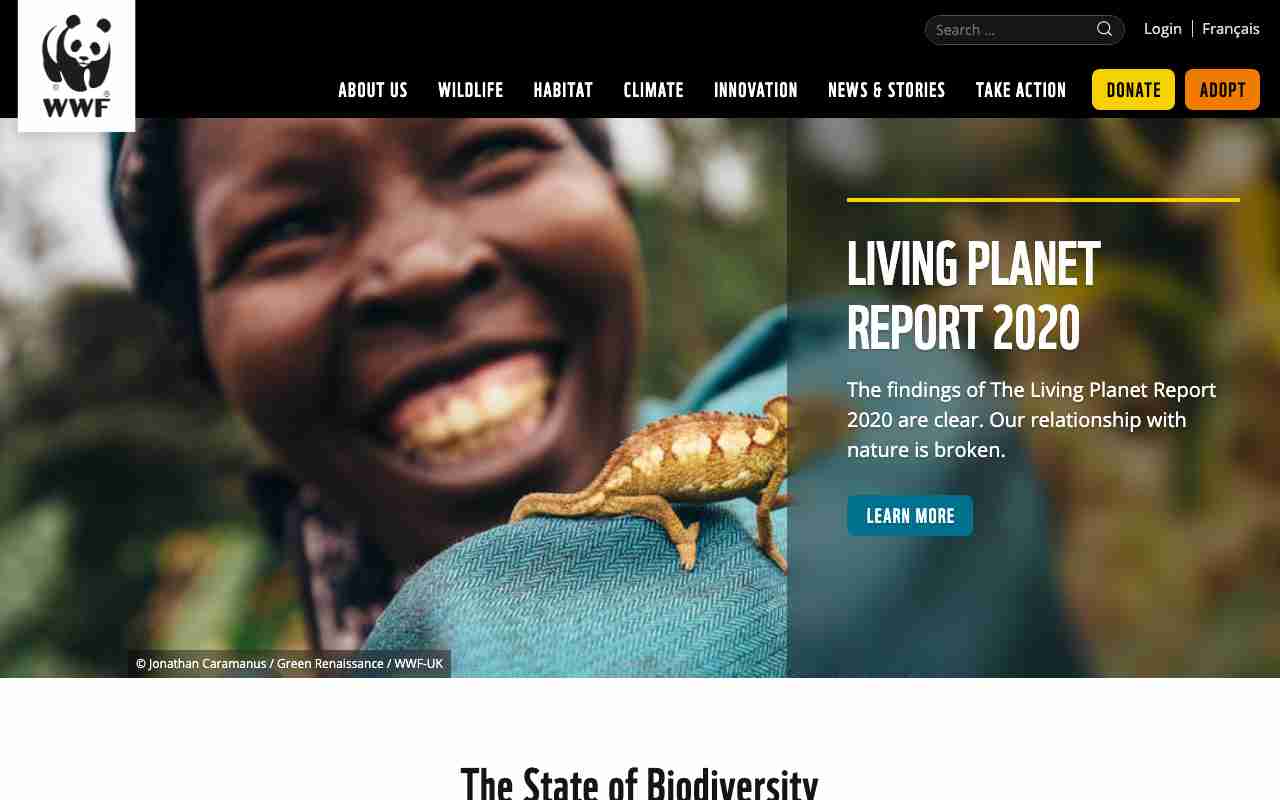 Search ...
Login
Français
WWF
ABOUT US
WILDLIFE
HABITAT
CLIMATE
INNOVATION
NEWS & STORIES
TAKE ACTION
DONATE
ADOPT
LIVING PLANET
REPORT 2020
The findings of The Living Planet Report
2020 are clear. Our relationship with
nature is broken.
LEARN MORE
© Jonathan Caramanus / Green Renaissance / WWF-UK
The State of Biodiversity